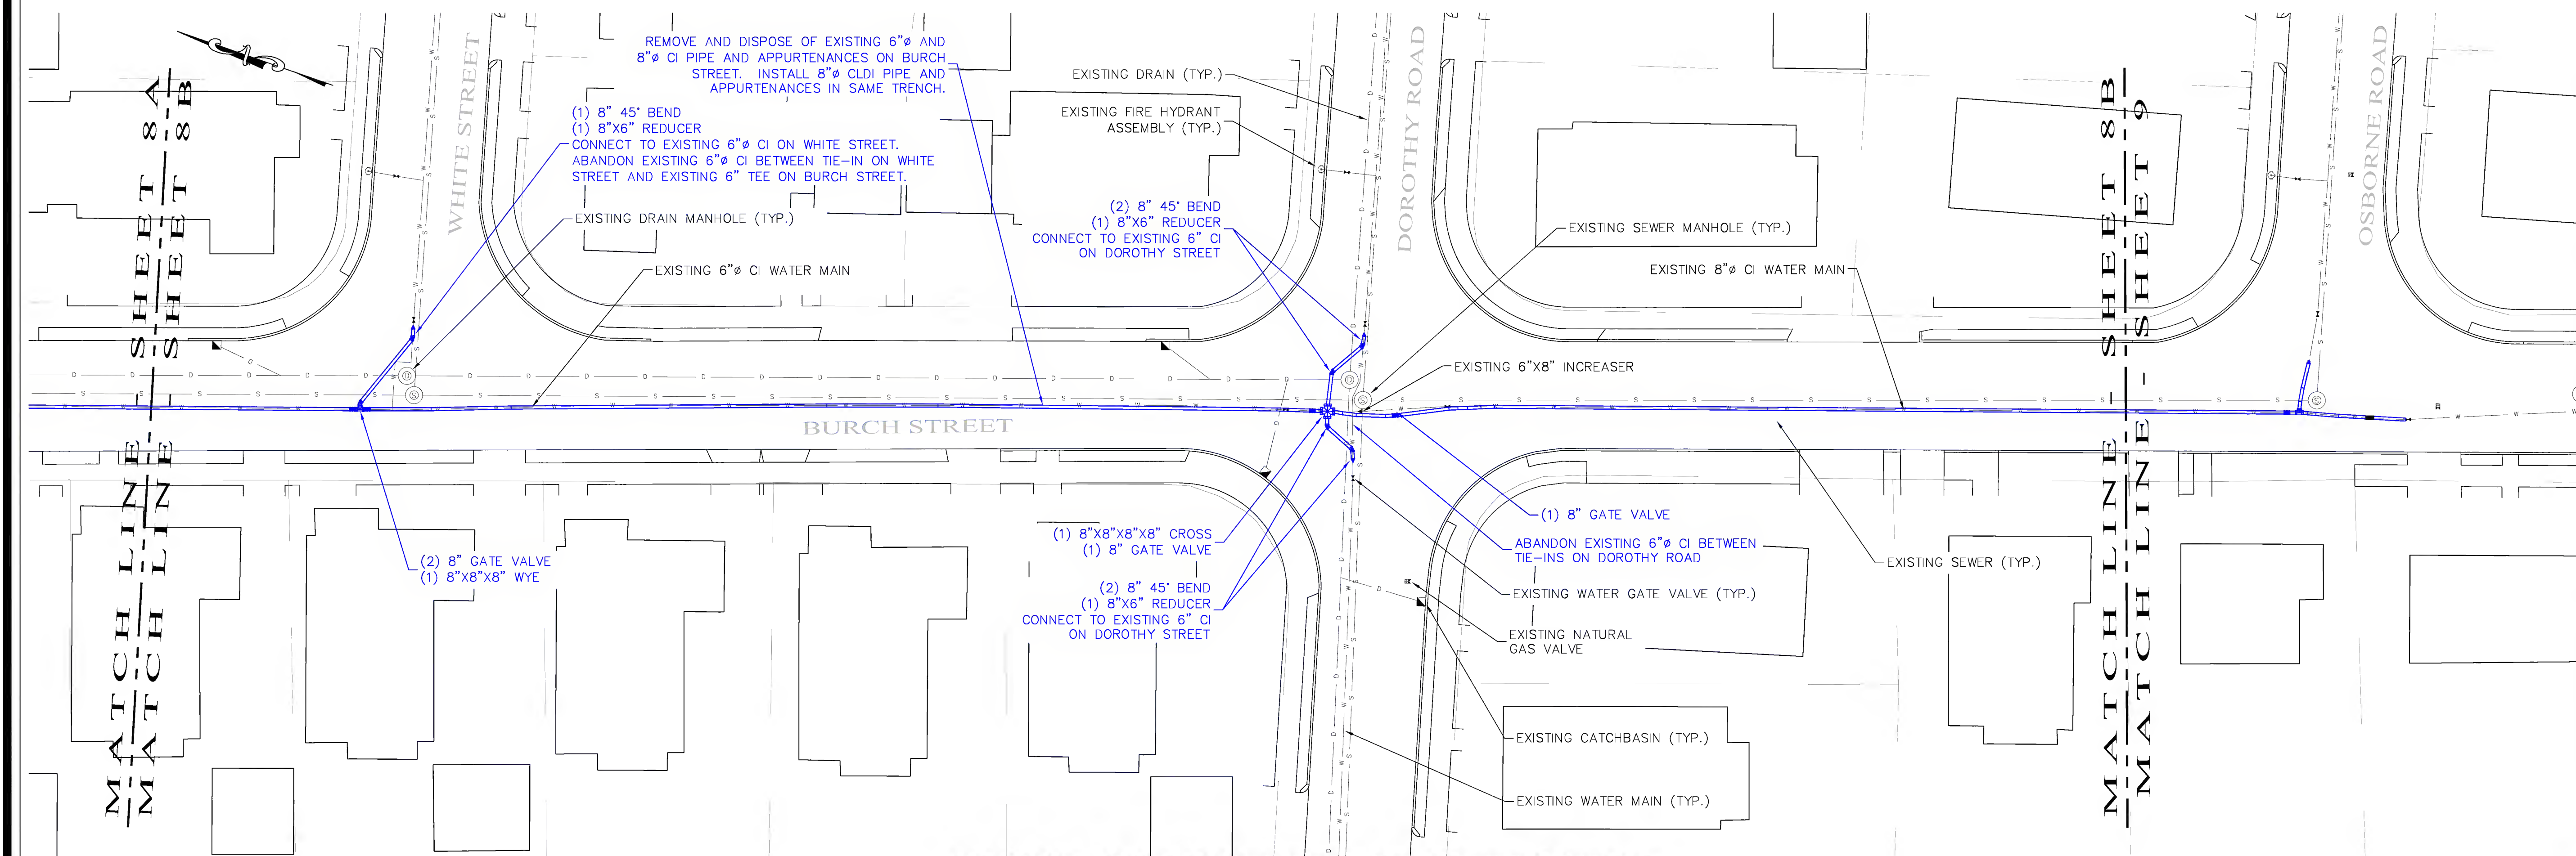 REMOVE AND DISPOSE OF EXISTING 6"ø AND
8"ø CI PIPE AND APPURTENANCES ON BURCH
STREET. INSTALL 8"ø CLDI PIPE AND
APPURTENANCES IN SAME TRENCH.
(1) 8" 45° BEND
(1) 8"X6" REDUCER
CONNECT TO EXISTING 6"ø CI ON WHITE STREET.
ABANDON EXISTING 6"ø CI BETWEEN TIE-IN ON WHITE
STREET AND EXISTING 6" TEE ON BURCH STREET.
EXISTING DRAIN MANHOLE (TYP.)
EXISTING 6"ø CI WATER MAIN
EXISTING DRAIN (TYP.)
EXISTING FIRE HYDRANT
ASSEMBLY (TYP.)
(2) 8" 45° BEND
(1) 8"X6" REDUCER
CONNECT TO EXISTING 6" CI
ON DOROTHY STREET
EXISTING SEWER MANHOLE (TYP.)
EXISTING 8"ø CI WATER MAIN
EXISTING 6"X8" INCREASER
WHITE STREET
DOROTHY ROAD
OSBORNE ROAD
BURCH STREET
MATCH LINE - SHEET 8A
MATCH LINE - SHEET 8B
MATCH LINE - SHEET 8B
MATCH LINE - SHEET 9
(2) 8" GATE VALVE
(1) 8"X8"X8" WYE
(1) 8"X8"X8"X8" CROSS
(1) 8" GATE VALVE
(2) 8" 45° BEND
(1) 8"X6" REDUCER
CONNECT TO EXISTING 6" CI
ON DOROTHY STREET
(1) 8" GATE VALVE
ABANDON EXISTING 6"ø CI BETWEEN
TIE-INS ON DOROTHY ROAD
EXISTING WATER GATE VALVE (TYP.)
EXISTING NATURAL
GAS VALVE
EXISTING SEWER (TYP.)
EXISTING CATCHBASIN (TYP.)
EXISTING WATER MAIN (TYP.)